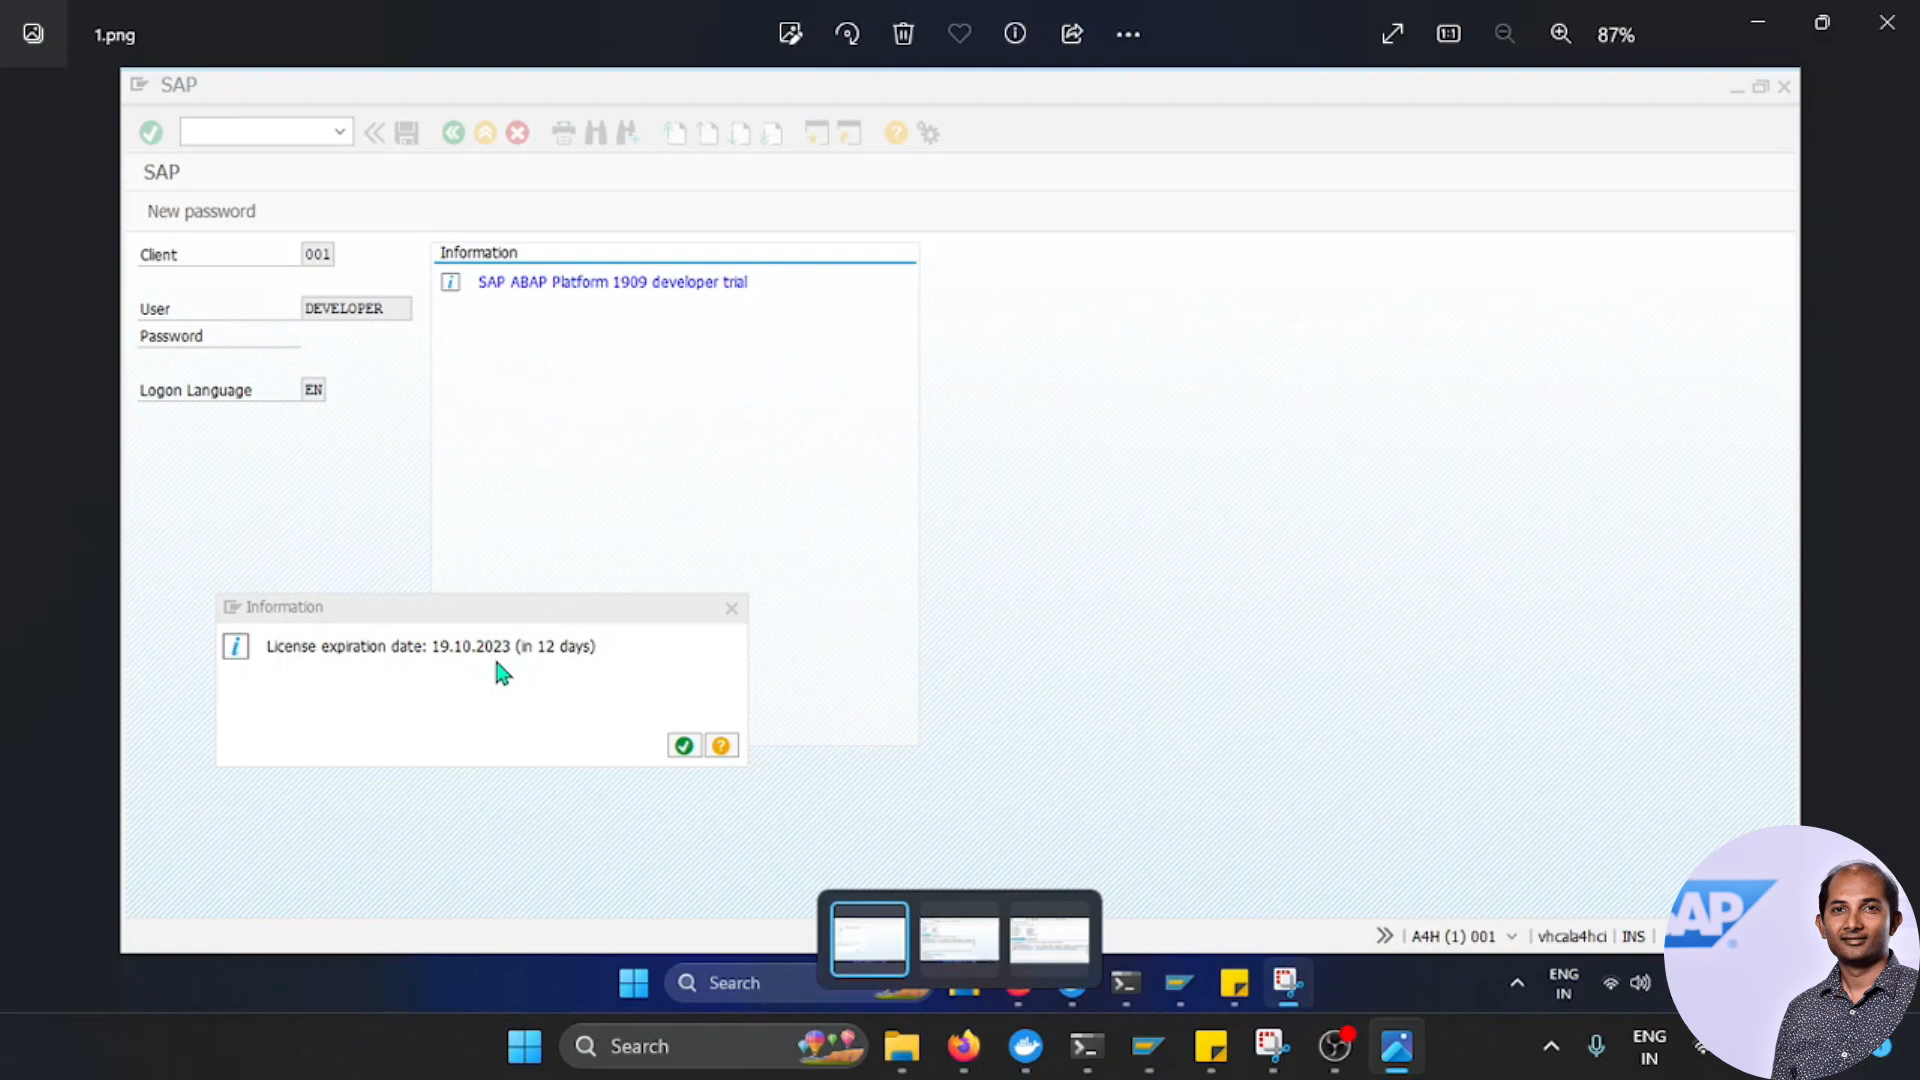 1.png
87%
SAP
SAP
New password
Client 001
User DEVELOPER
Password
Logon Language EN
Information
SAP ABAP Platform 1909 developer trial
Information
License expiration date: 19.10.2023 (in 12 days)
A4H (1) 001
vhcala4hci
INS
Search
ENG
IN
Search
ENG
IN